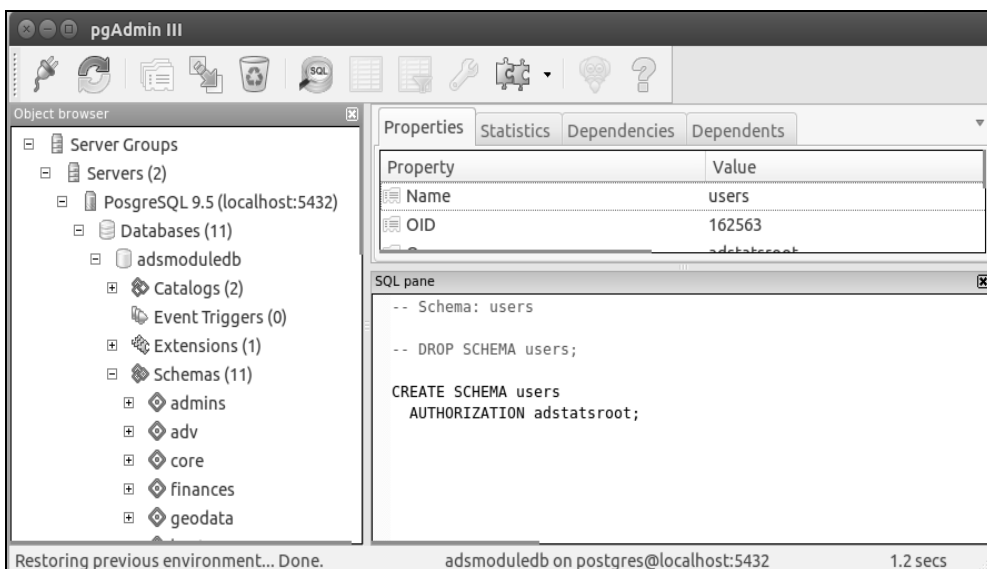 pgAdmin III
SQL
Object browser
Server Groups
Servers (2)
PosgreSQL 9.5 (localhost:5432)
Databases (11)
adsmoduledb
Catalogs (2)
Event Triggers (0)
Extensions (1)
Schemas (11)
admins
adv
core
finances
geodata
Properties Statistics Dependencies Dependents
Property Value
Name users
OID 162563
SQL pane
-- Schema: users
-- DROP SCHEMA users;
CREATE SCHEMA users
AUTHORIZATION adstatsroot;
Restoring previous environment... Done. adsmoduledb on postgres@localhost:5432 1.2 secs